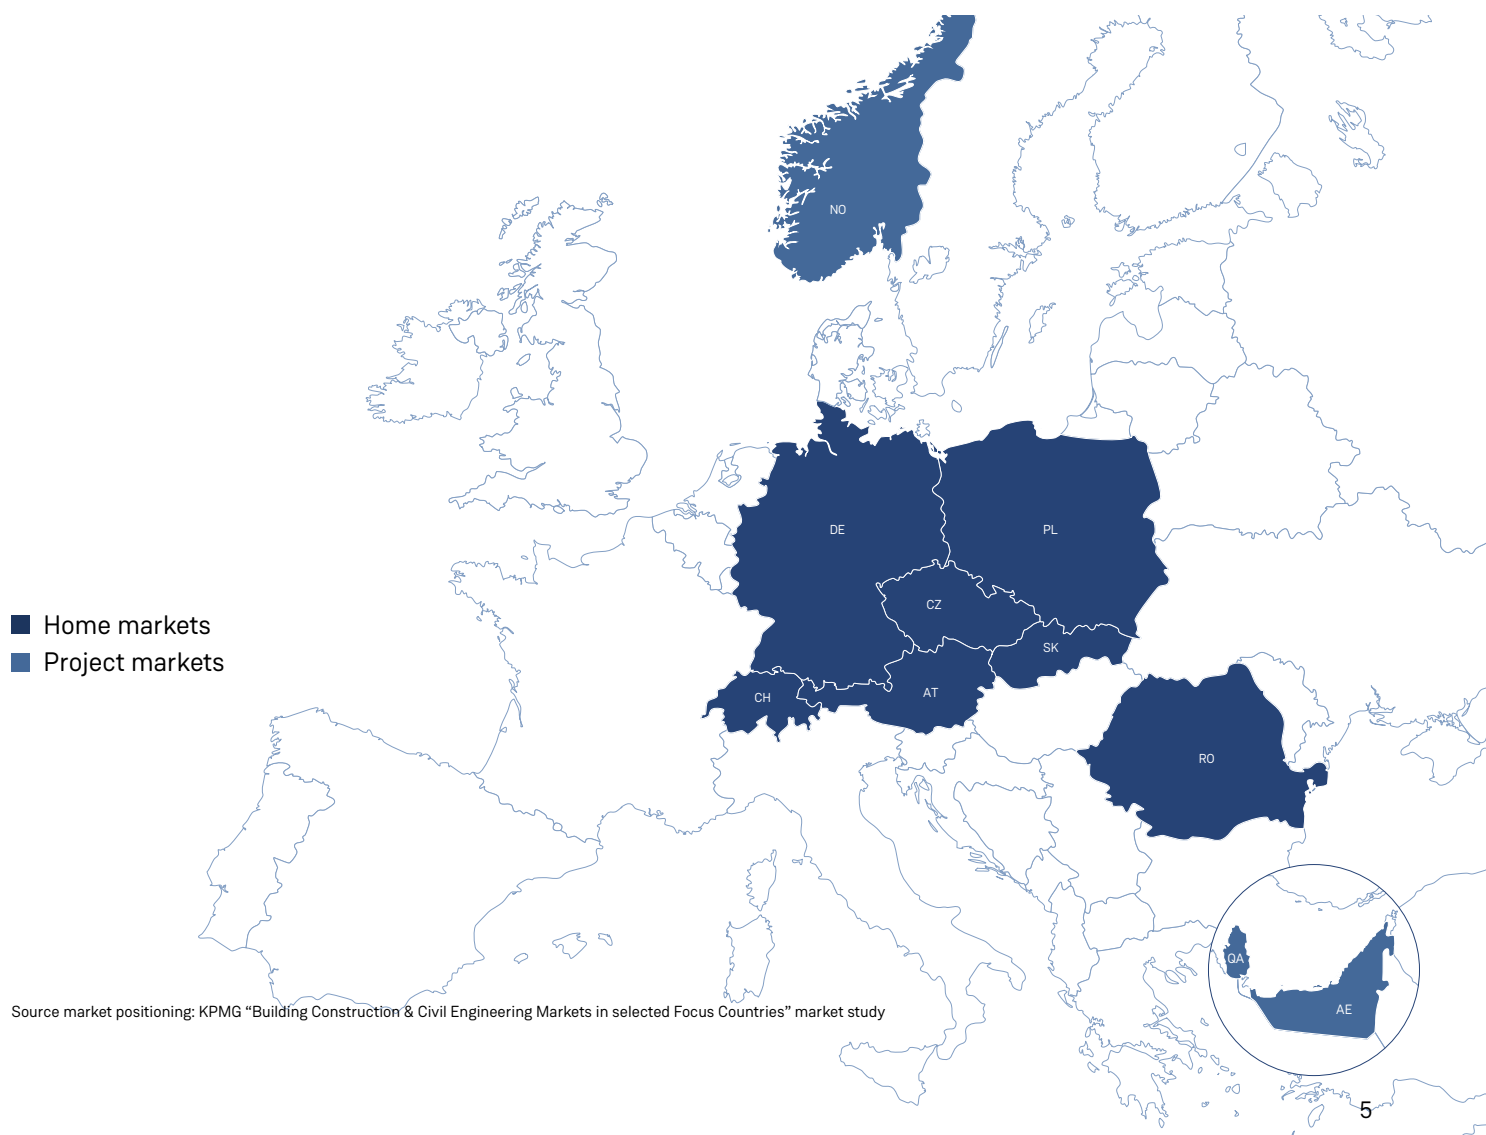 NO
DE
PL
CZ
Home markets
SK
Project markets
CH
AT
RO
QA
AE
Source market positioning: KPMG “Building Construction & Civil Engineering Markets in selected Focus Countries” market study
5